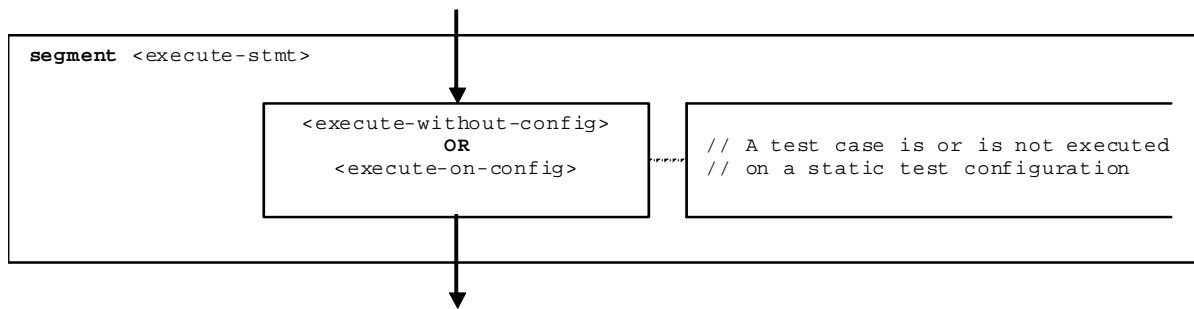 segment <execute-stmt>
<execute-without-config>
OR
<execute-on-config>
// A test case is or is not executed
// on a static test configuration